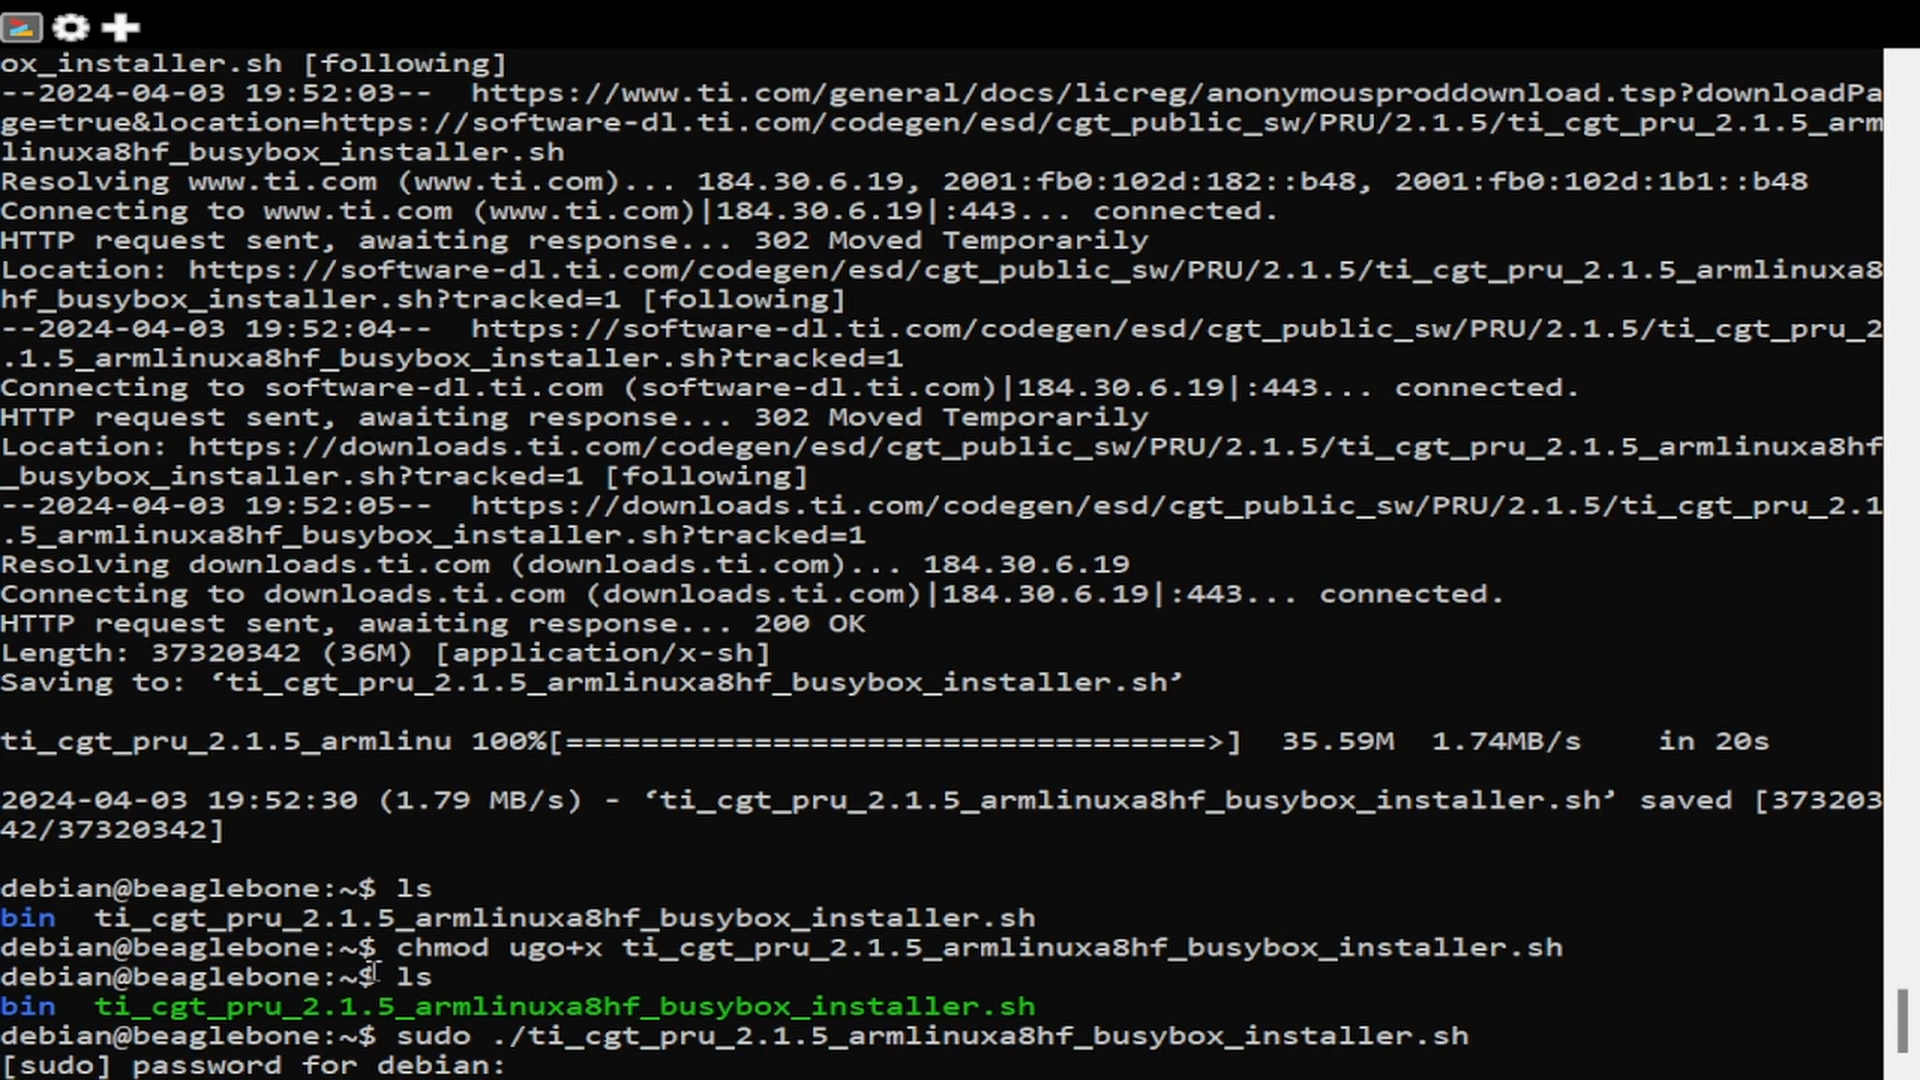 ox_installer.sh [following]
--2024-04-03 19:52:03--  https://www.ti.com/general/docs/licreg/anonymousproddownload.tsp?downloadPa
ge=true&location=https://software-dl.ti.com/codegen/esd/cgt_public_sw/PRU/2.1.5/ti_cgt_pru_2.1.5_arm
linuxa8hf_busybox_installer.sh
Resolving www.ti.com (www.ti.com)... 184.30.6.19, 2001:fb0:102d:182::b48, 2001:fb0:102d:1b1::b48
Connecting to www.ti.com (www.ti.com)|184.30.6.19|:443... connected.
HTTP request sent, awaiting response... 302 Moved Temporarily
Location: https://software-dl.ti.com/codegen/esd/cgt_public_sw/PRU/2.1.5/ti_cgt_pru_2.1.5_armlinuxa8
hf_busybox_installer.sh?tracked=1 [following]
--2024-04-03 19:52:04--  https://software-dl.ti.com/codegen/esd/cgt_public_sw/PRU/2.1.5/ti_cgt_pru_2
.1.5_armlinuxa8hf_busybox_installer.sh?tracked=1
Connecting to software-dl.ti.com (software-dl.ti.com)|184.30.6.19|:443... connected.
HTTP request sent, awaiting response... 302 Moved Temporarily
Location: https://downloads.ti.com/codegen/esd/cgt_public_sw/PRU/2.1.5/ti_cgt_pru_2.1.5_armlinuxa8hf
_busybox_installer.sh?tracked=1 [following]
--2024-04-03 19:52:05--  https://downloads.ti.com/codegen/esd/cgt_public_sw/PRU/2.1.5/ti_cgt_pru_2.1
.5_armlinuxa8hf_busybox_installer.sh?tracked=1
Resolving downloads.ti.com (downloads.ti.com)... 184.30.6.19
Connecting to downloads.ti.com (downloads.ti.com)|184.30.6.19|:443... connected.
HTTP request sent, awaiting response... 200 OK
Length: 37320342 (36M) [application/x-sh]
Saving to: ‘ti_cgt_pru_2.1.5_armlinuxa8hf_busybox_installer.sh’
ti_cgt_pru_2.1.5_armlinu 100%[==================================>]  35.59M  1.74MB/s    in 20s
2024-04-03 19:52:30 (1.79 MB/s) - ‘ti_cgt_pru_2.1.5_armlinuxa8hf_busybox_installer.sh’ saved [373203
42/37320342]
debian@beaglebone:~$ ls
bin  ti_cgt_pru_2.1.5_armlinuxa8hf_busybox_installer.sh
debian@beaglebone:~$ chmod ugo+x ti_cgt_pru_2.1.5_armlinuxa8hf_busybox_installer.sh
debian@beaglebone:~$ ls
bin  ti_cgt_pru_2.1.5_armlinuxa8hf_busybox_installer.sh
debian@beaglebone:~$ sudo ./ti_cgt_pru_2.1.5_armlinuxa8hf_busybox_installer.sh
[sudo] password for debian: